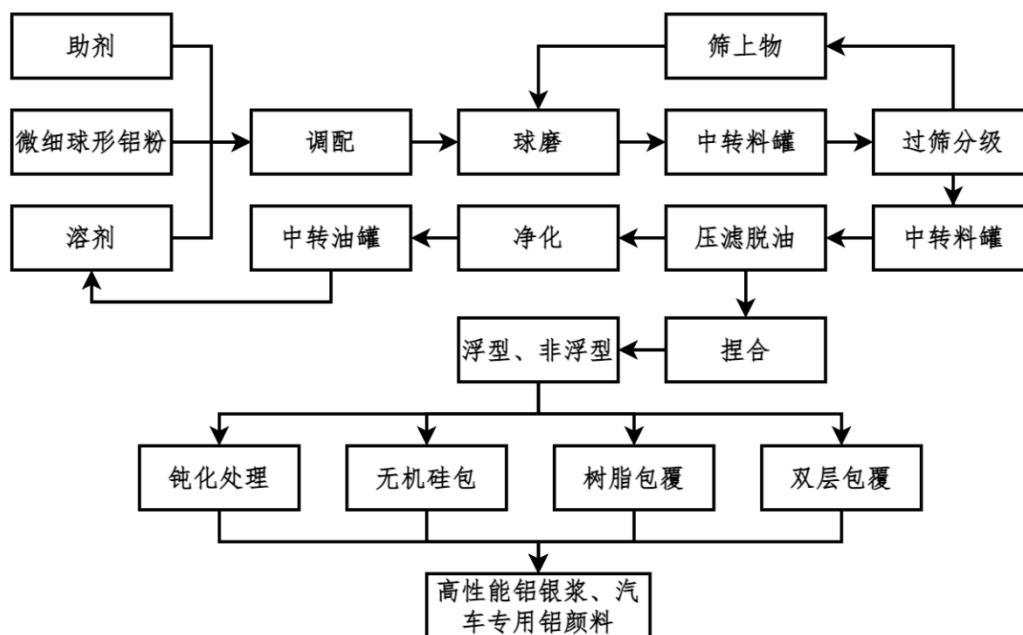 助剂
筛上物
微细球形铝粉
调配
球磨
中转料罐
过筛分级
溶剂
中转油罐
净化
压滤脱油
中转料罐
浮型、非浮型
捏合
钝化处理
无机硅包
树脂包覆
双层包覆
高性能铝银浆、汽
车专用铝颜料